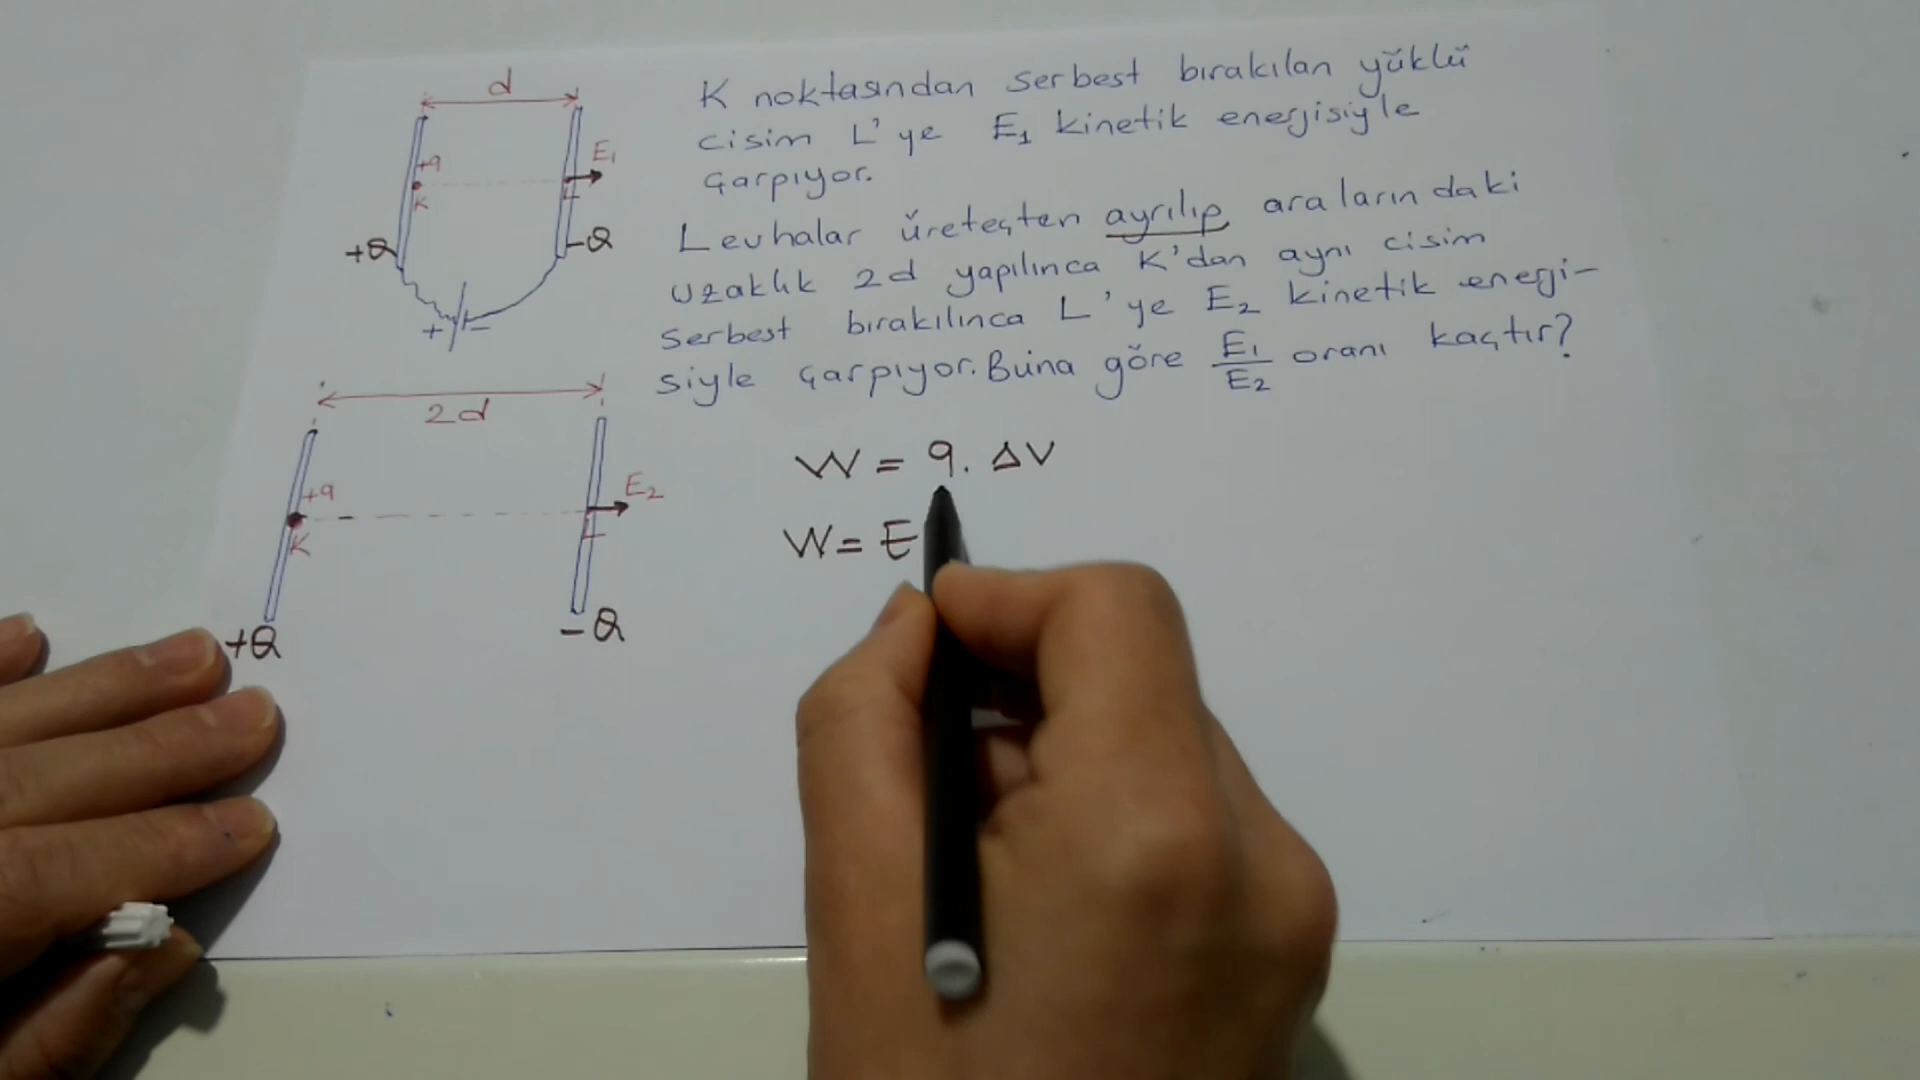 K noktasından serbest bırakılan yüklü
cisim L'ye E₁ kinetik enerjisiyle
çarpıyor.
Levhalar üreteçten ayrılıp aralarındaki
uzaklık 2d yapılınca K'dan aynı cisim
serbest bırakılınca L'ye E₂ kinetik enerji-
siyle çarpıyor. Buna göre E₁/E₂ oranı kaçtır?
d
+q
K
E₁
L
+Q
-Q
+ -
2d
+q
K
E₂
L
+Q
-Q
W = q. ΔV
W = E